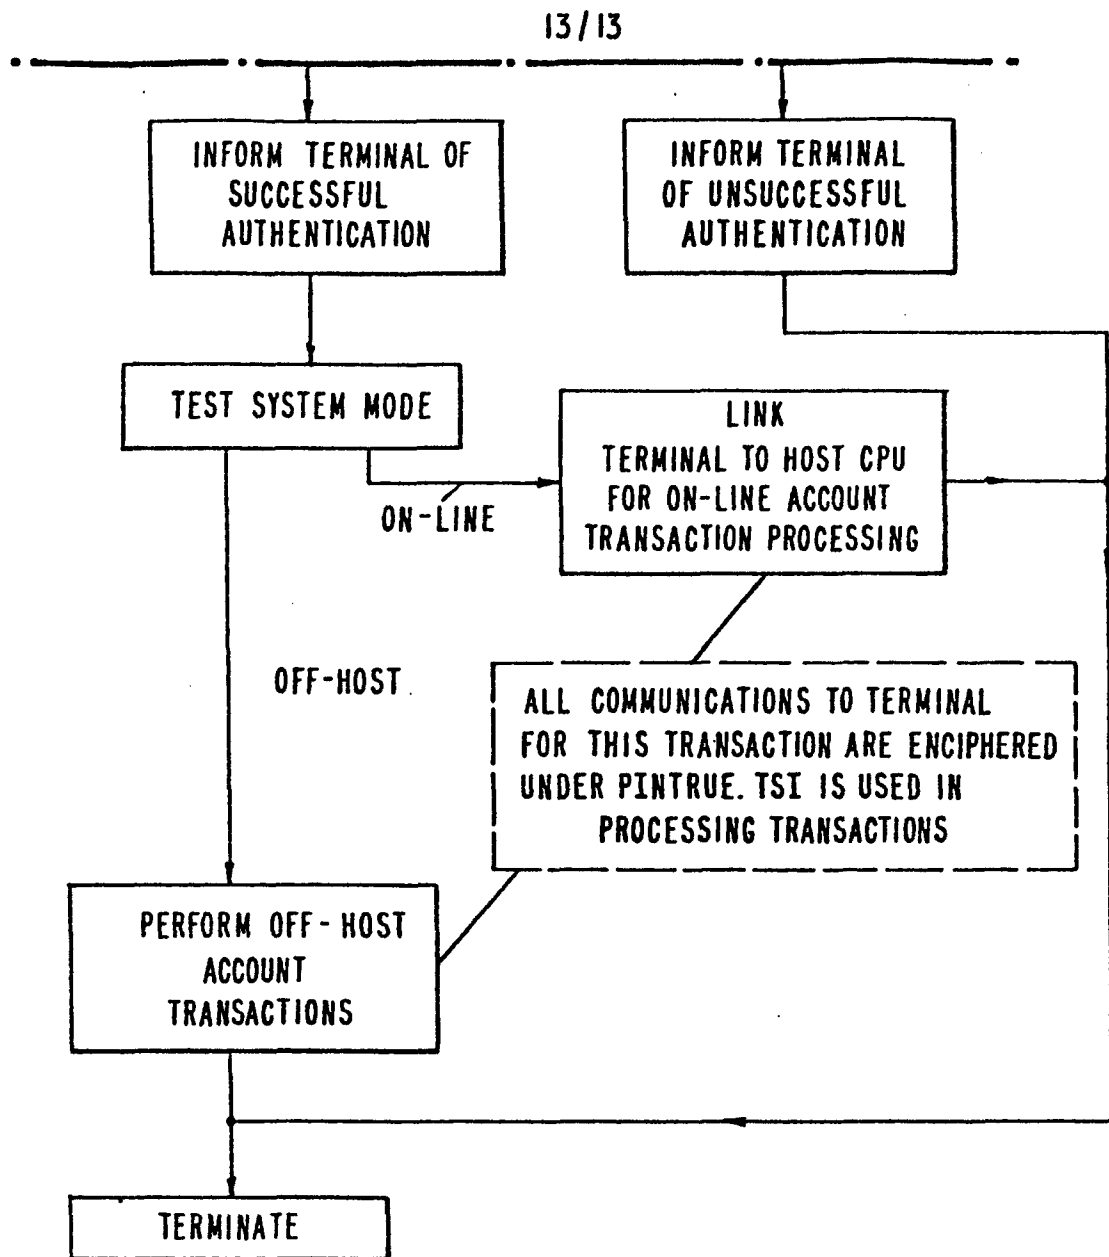 13/13
INFORM TERMINAL OF
SUCCESSFUL
AUTHENTICATION
INFORM TERMINAL
OF UNSUCCESSFUL
AUTHENTICATION
TEST SYSTEM MODE
LINK
TERMINAL TO HOST CPU
FOR ON-LINE ACCOUNT
TRANSACTION PROCESSING
ON-LINE
OFF-HOST
ALL COMMUNICATIONS TO TERMINAL
FOR THIS TRANSACTION ARE ENCIPHERED
UNDER PINTRUE. TSI IS USED IN
PROCESSING TRANSACTIONS
PERFORM OFF-HOST
ACCOUNT
TRANSACTIONS
TERMINATE